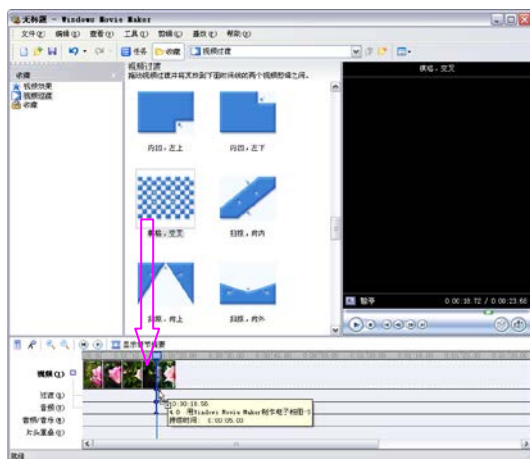 无标题 - Windows Movie Maker
文件(F) 编辑(E) 查看(V) 工具(T) 剪辑(C) 播放(P) 帮助(H)
任务 收藏 视频过渡
收藏
视频效果
视频过渡
收藏
视频过渡
拖动视频过渡并将其放到下面时间线的两个视频剪辑之间。
内凹，左上
内凹，左下
棋格，交叉
扫掠，向内
扫掠，向上
扫掠，向外
棋格，交叉
暂停
0:00:18.72 / 0:00:23.68
显示情节提要
视频(Q)
过渡(R)
音频(I)
音频/音乐(M)
片头重叠(Q)
0:00:18.56
4.0 用Windows Movie Maker制作电子相册-3
持续时间: 0:00:05.00
就绪